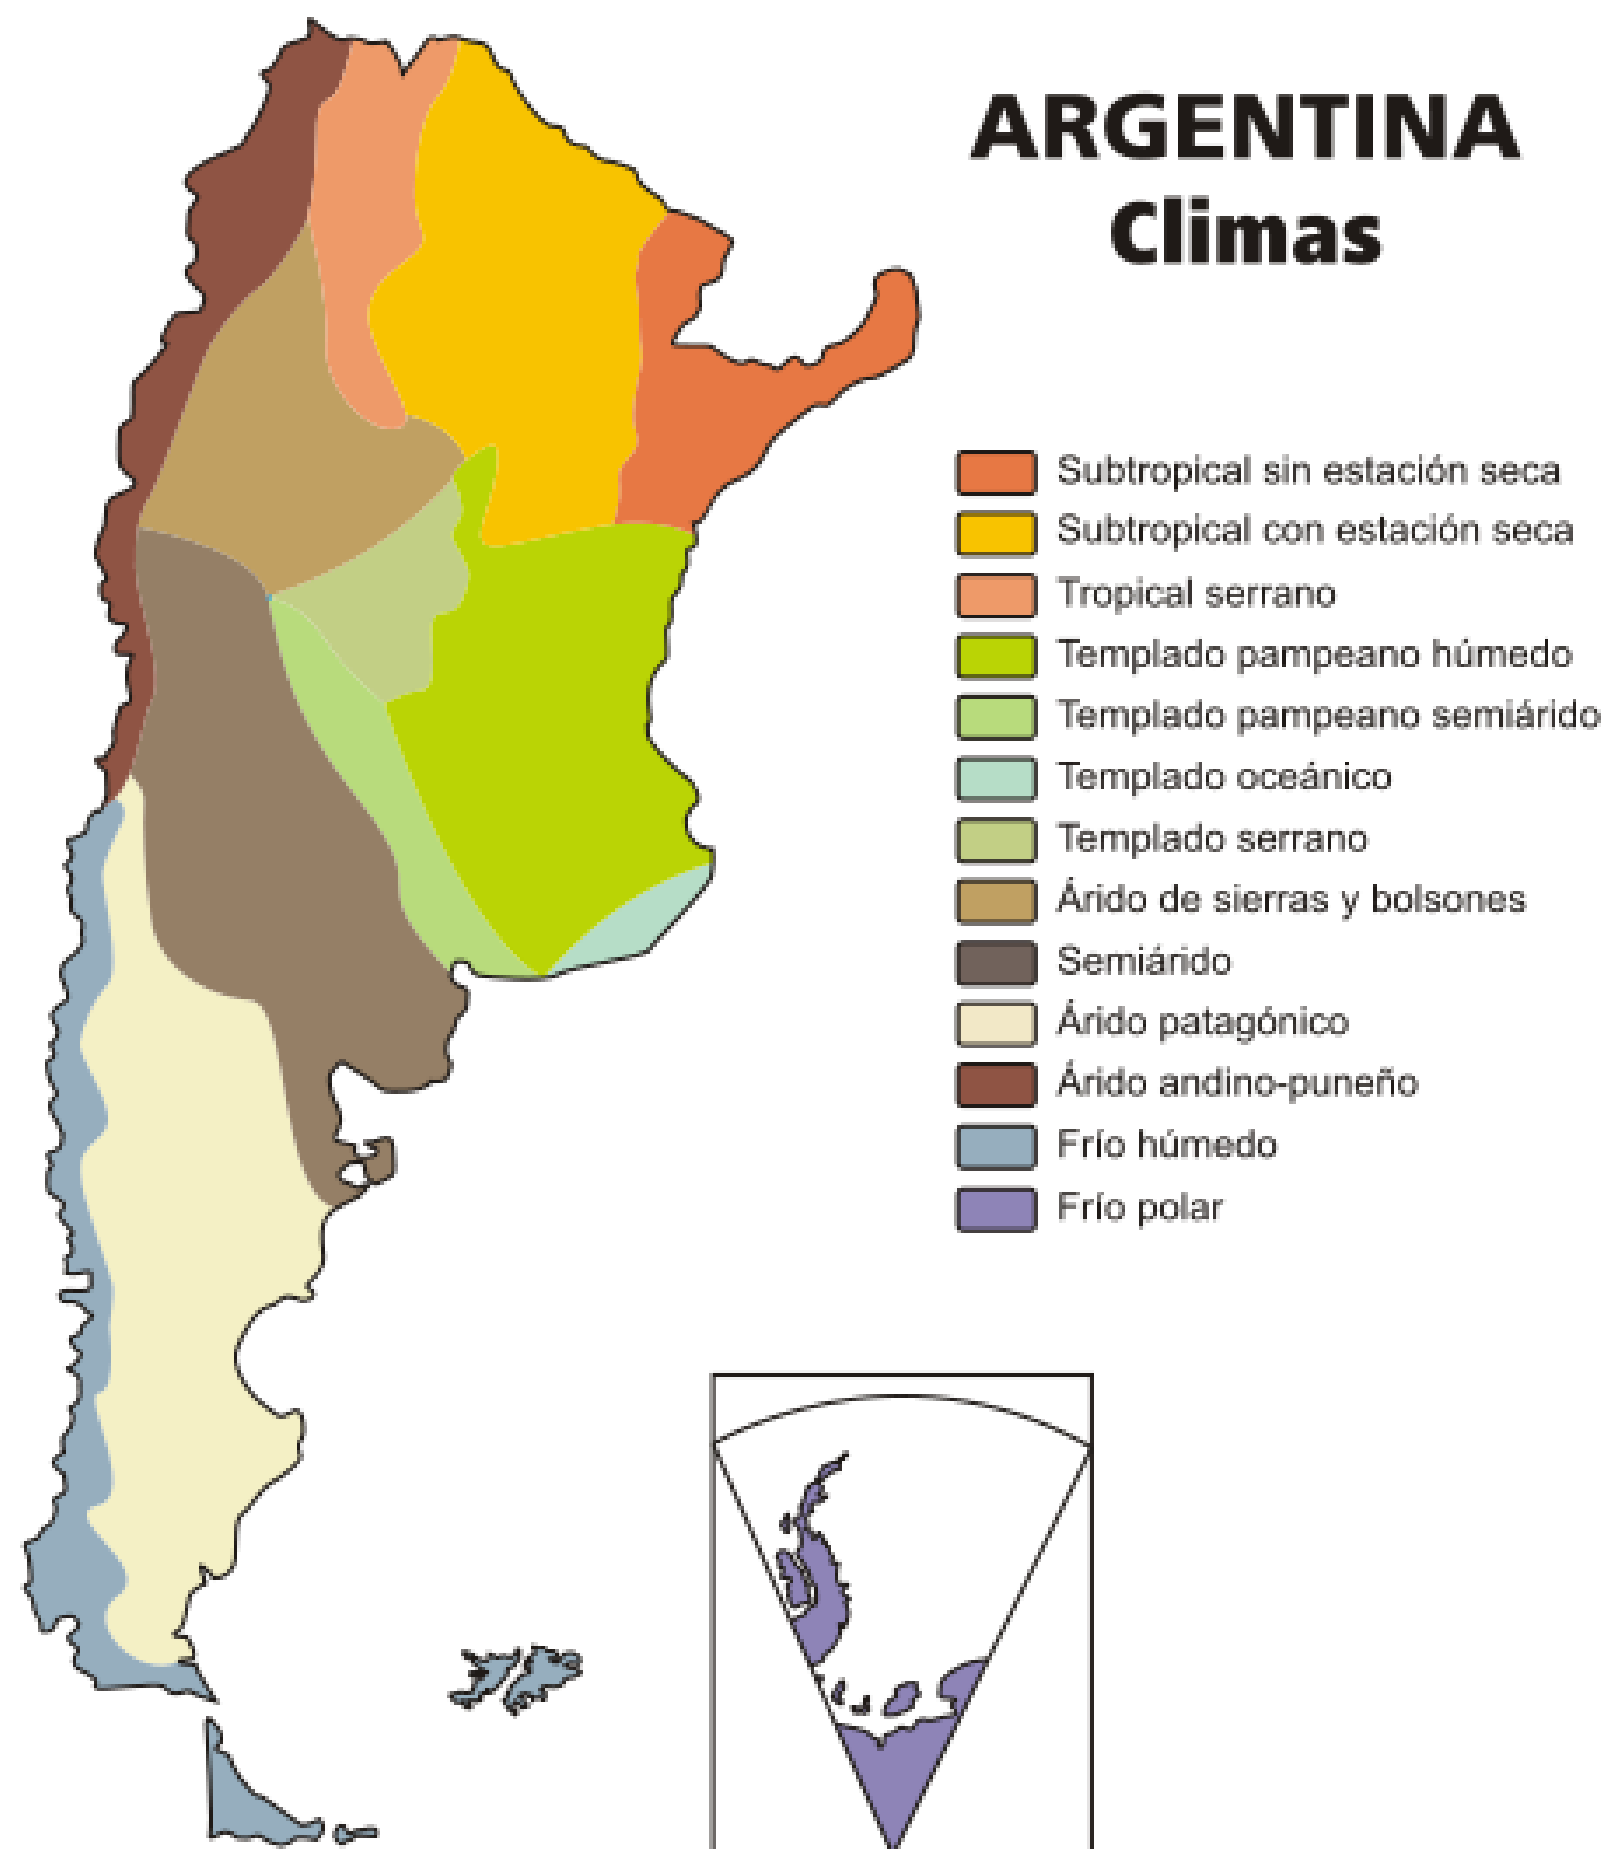 ARGENTINA
Climas
Subtropical sin estación seca
Subtropical con estación seca
Tropical serrano
Templado pampeano húmedo
Templado pampeano semiárido
Templado oceánico
Templado serrano
Árido de sierras y bolsones
Semiárido
Árido patagónico
Árido andino-puneño
Frío húmedo
Frío polar